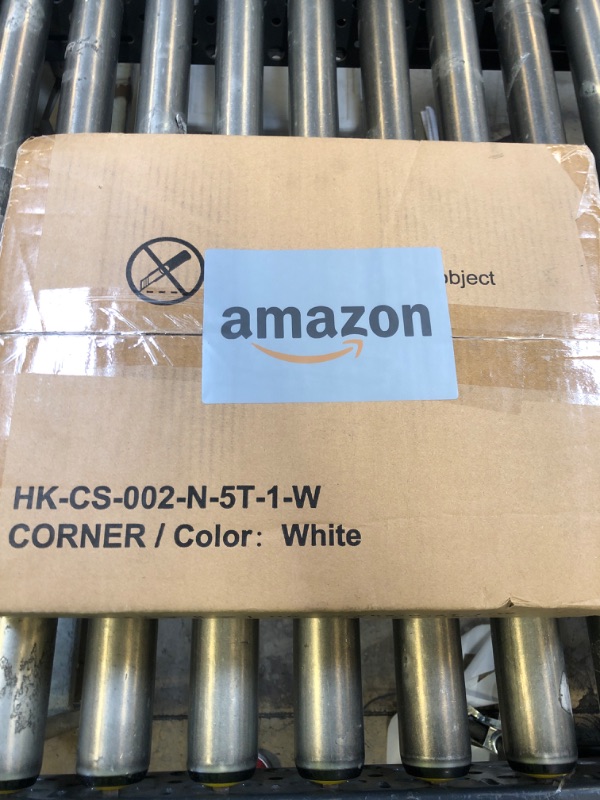 object
amazon
HK-CS-002-N-5T-1-W
CORNER / Color: White